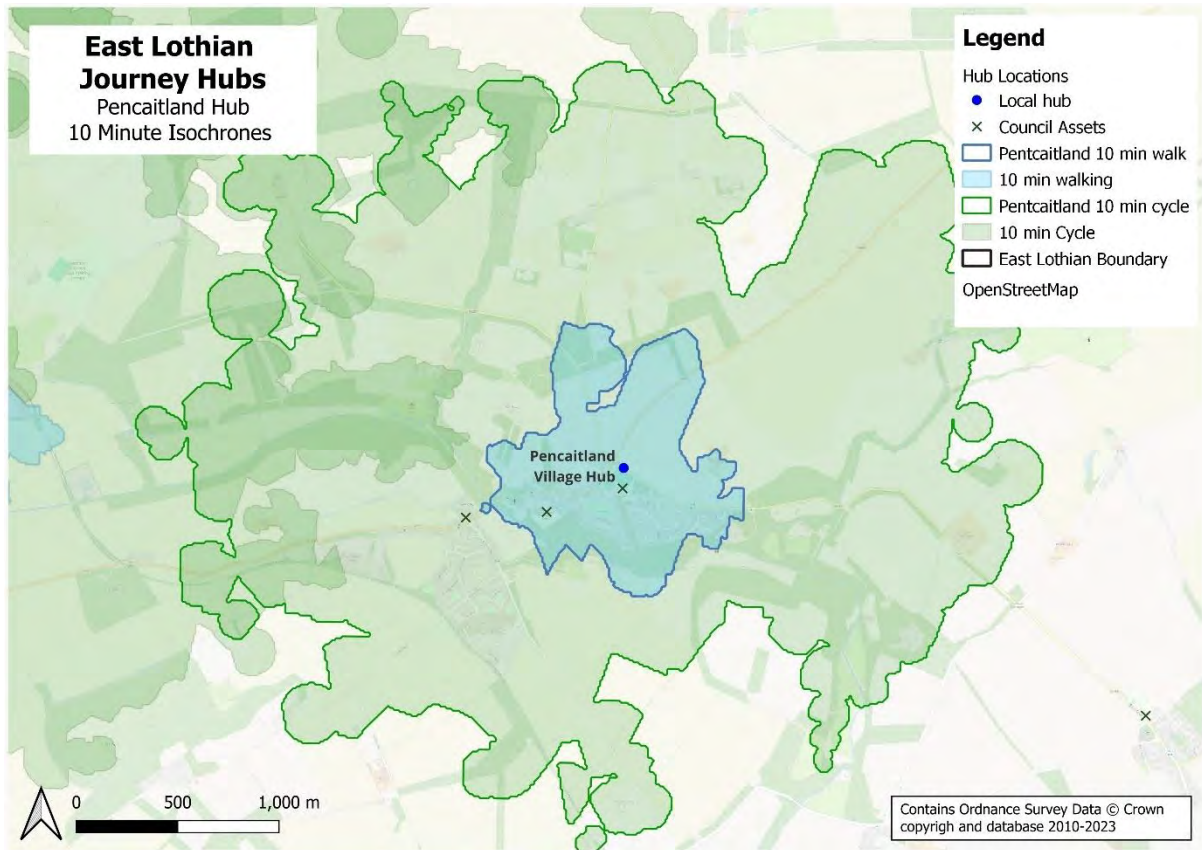 East Lothian
Journey Hubs
Pencaitland Hub
10 Minute Isochrones
Legend
Hub Locations
Local hub
Council Assets
Pentcaitland 10 min walk
10 min walking
Pentcaitland 10 min cycle
10 min Cycle
East Lothian Boundary
OpenStreetMap
Pencaitland
Village Hub
0 500 1,000 m
Contains Ordnance Survey Data © Crown
copyrigh and database 2010-2023